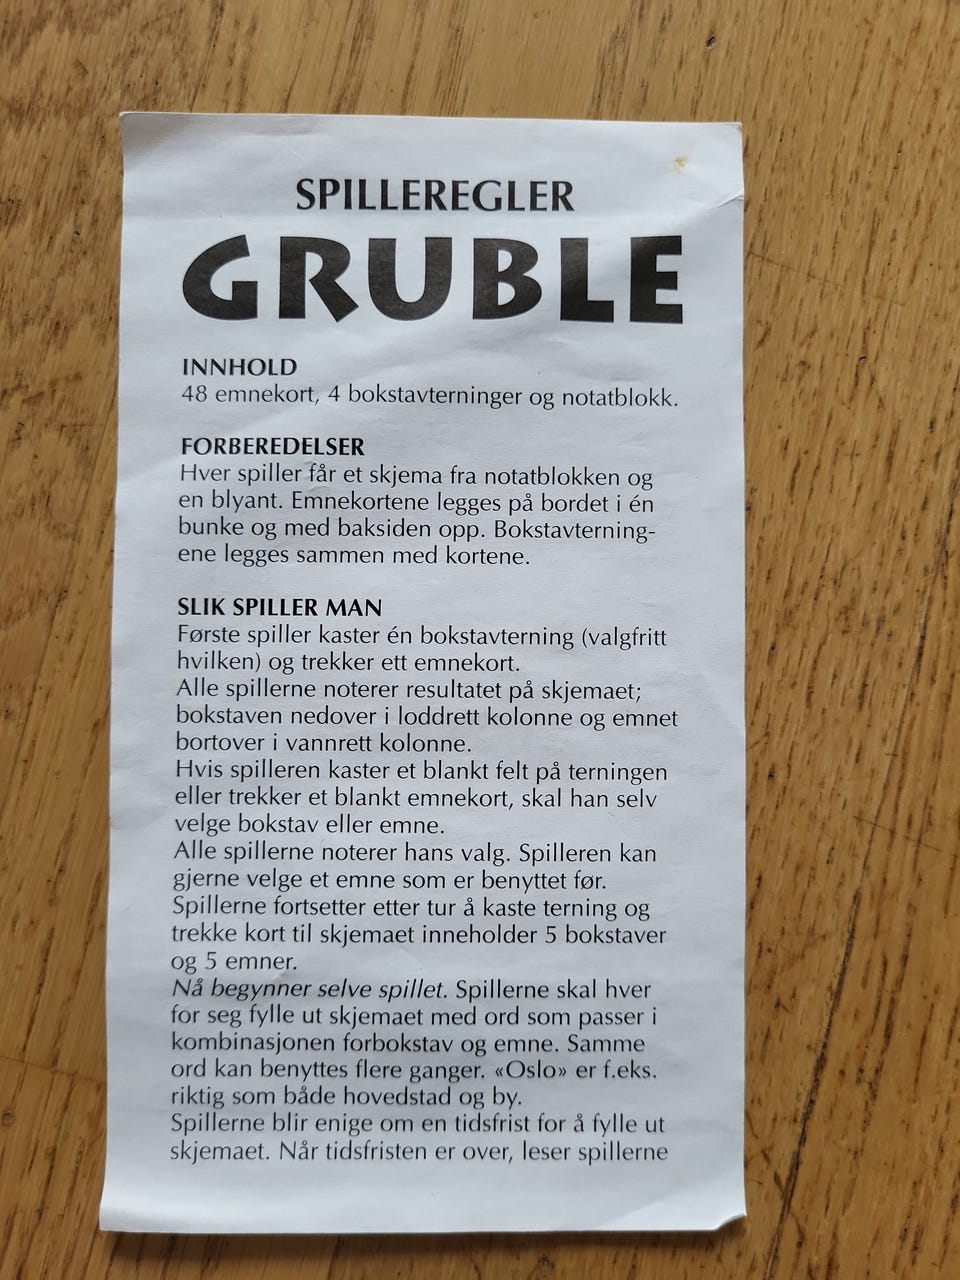 SPILLEREGLER
GRUBLE
INNHOLD
48 emnekort, 4 bokstavterninger og notatblokk.
FORBEREDELSER
Hver spiller får et skjema fra notatblokken og
en blyant. Emnekortene legges på bordet i én
bunke og med baksiden opp. Bokstavterning-
ene legges sammen med kortene.
SLIK SPILLER MAN
Første spiller kaster én bokstavterning (valgfritt
hvilken) og trekker ett emnekort.
Alle spillerne noterer resultatet på skjemaet;
bokstaven nedover i loddrett kolonne og emnet
bortover i vannrett kolonne.
Hvis spilleren kaster et blankt felt på terningen
eller trekker et blankt emnekort, skal han selv
velge bokstav eller emne.
Alle spillerne noterer hans valg. Spilleren kan
gjerne velge et emne som er benyttet før.
Spillerne fortsetter etter tur å kaste terning og
trekke kort til skjemaet inneholder 5 bokstaver
og 5 emner.
Nå begynner selve spillet. Spillerne skal hver
for seg fylle ut skjemaet med ord som passer i
kombinasjonen forbokstav og emne. Samme
ord kan benyttes flere ganger. «Oslo» er f.eks.
riktig som både hovedstad og by.
Spillerne blir enige om en tidsfrist for å fylle ut
skjemaet. Når tidsfristen er over, leser spillerne